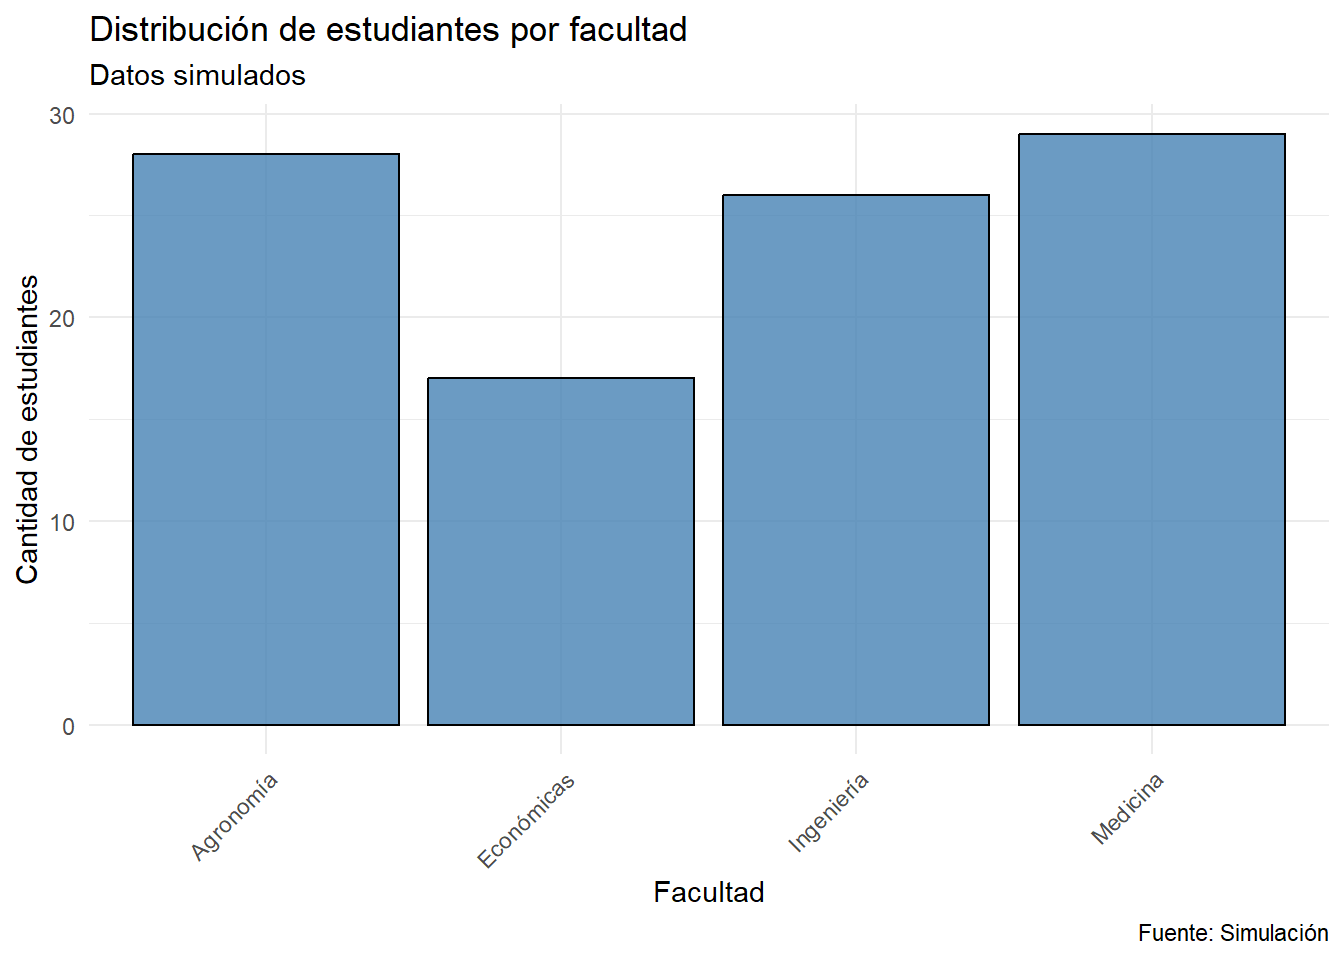 Distribución de estudiantes por facultad
Datos simulados
Cantidad de estudiantes
30
20
10
0
Agronomía
Económicas
Ingeniería
Medicina
Facultad
Fuente: Simulación